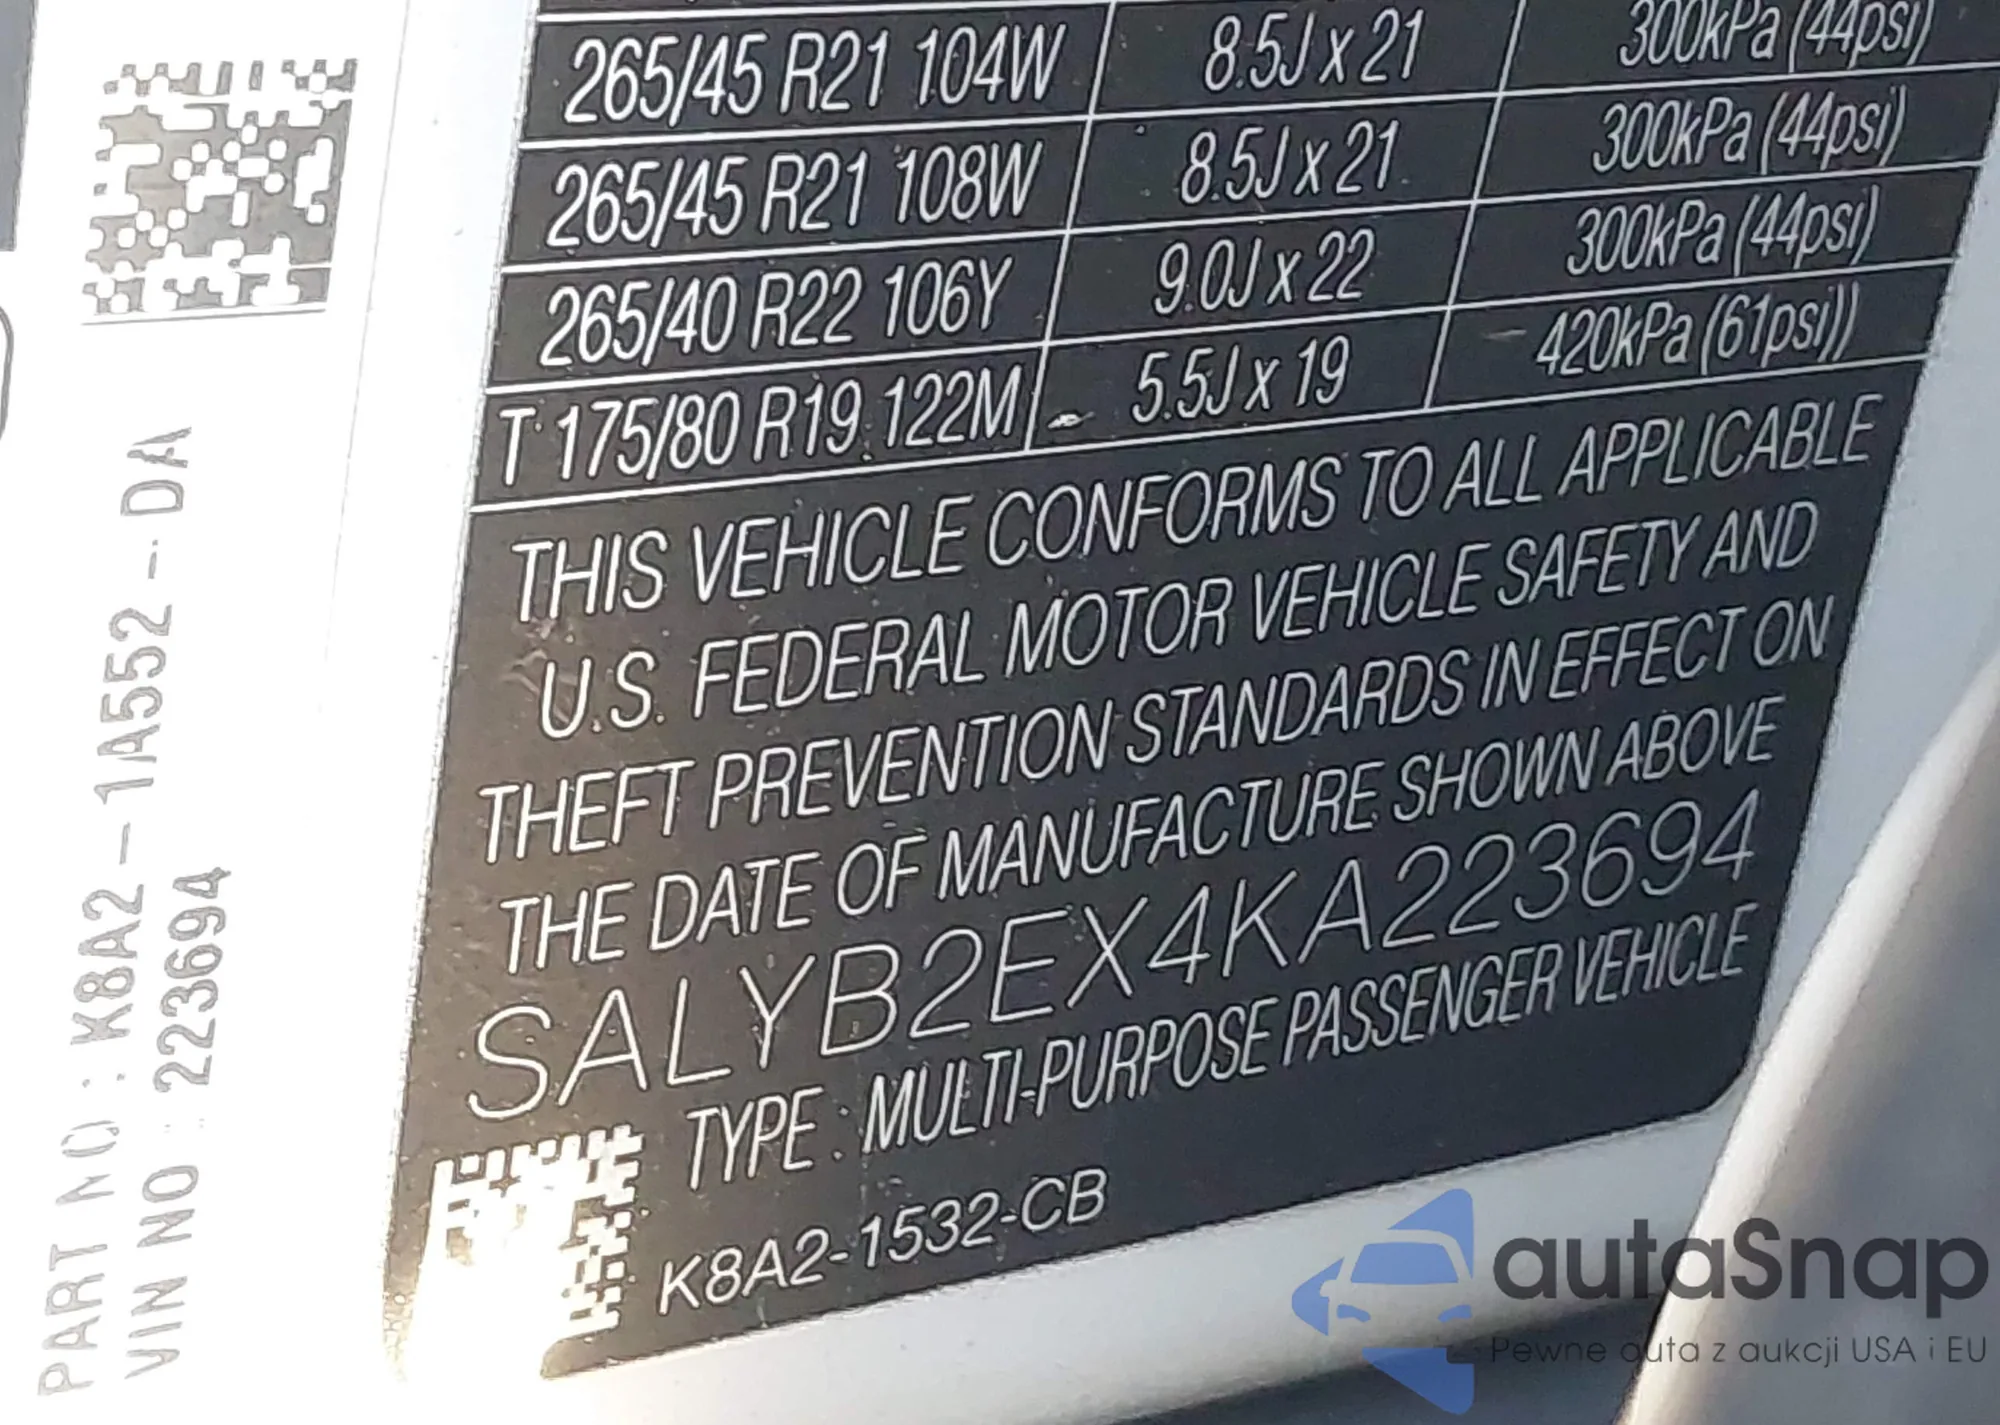 265/45 R21 104W 8.5J x 21 300kPa (44psi)
265/45 R21 108W 8.5J x 21 300kPa (44psi)
265/40 R22 106Y 9.0J x 22 300kPa (44psi)
T 175/80 R19 122M 5.5J x 19 420kPa (61psi))
THIS VEHICLE CONFORMS TO ALL APPLICABLE
U.S. FEDERAL MOTOR VEHICLE SAFETY AND
THEFT PREVENTION STANDARDS IN EFFECT ON
THE DATE OF MANUFACTURE SHOWN ABOVE
SALYB2EX4KA223694
TYPE : MULTI-PURPOSE PASSENGER VEHICLE
K8A2-1532-CB
PART NO : K8A2-1A552-DA
VIN NO : 223694
autaSnap
Pewne auta z aukcji USA i EU